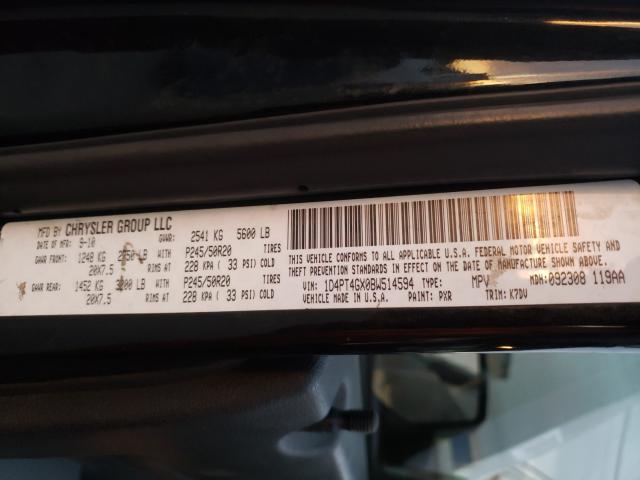 MFD BY CHRYSLER GROUP LLC
DATE OF MFR: 9-10 GVWR: 2541 KG 5600 LB
GAWR FRONT: 1248 KG 2750 LB WITH P245/50R20 TIRES
20X7.5 RIMS AT 228 KPA ( 33 PSI) COLD
GAWR REAR: 1452 KG 3200 LB WITH P245/50R20 TIRES
20X7.5 RIMS AT 228 KPA ( 33 PSI) COLD
THIS VEHICLE CONFORMS TO ALL APPLICABLE U.S.A. FEDERAL MOTOR VEHICLE SAFETY AND
THEFT PREVENTION STANDARDS IN EFFECT ON THE DATE OF MANUFACTURE SHOWN ABOVE.
VIN: 1D4PT4GX0BW514594 TYPE: MPV MDH: 092308 119AA
MADE IN U.S.A. PAINT: PXR TRIM: K7DV